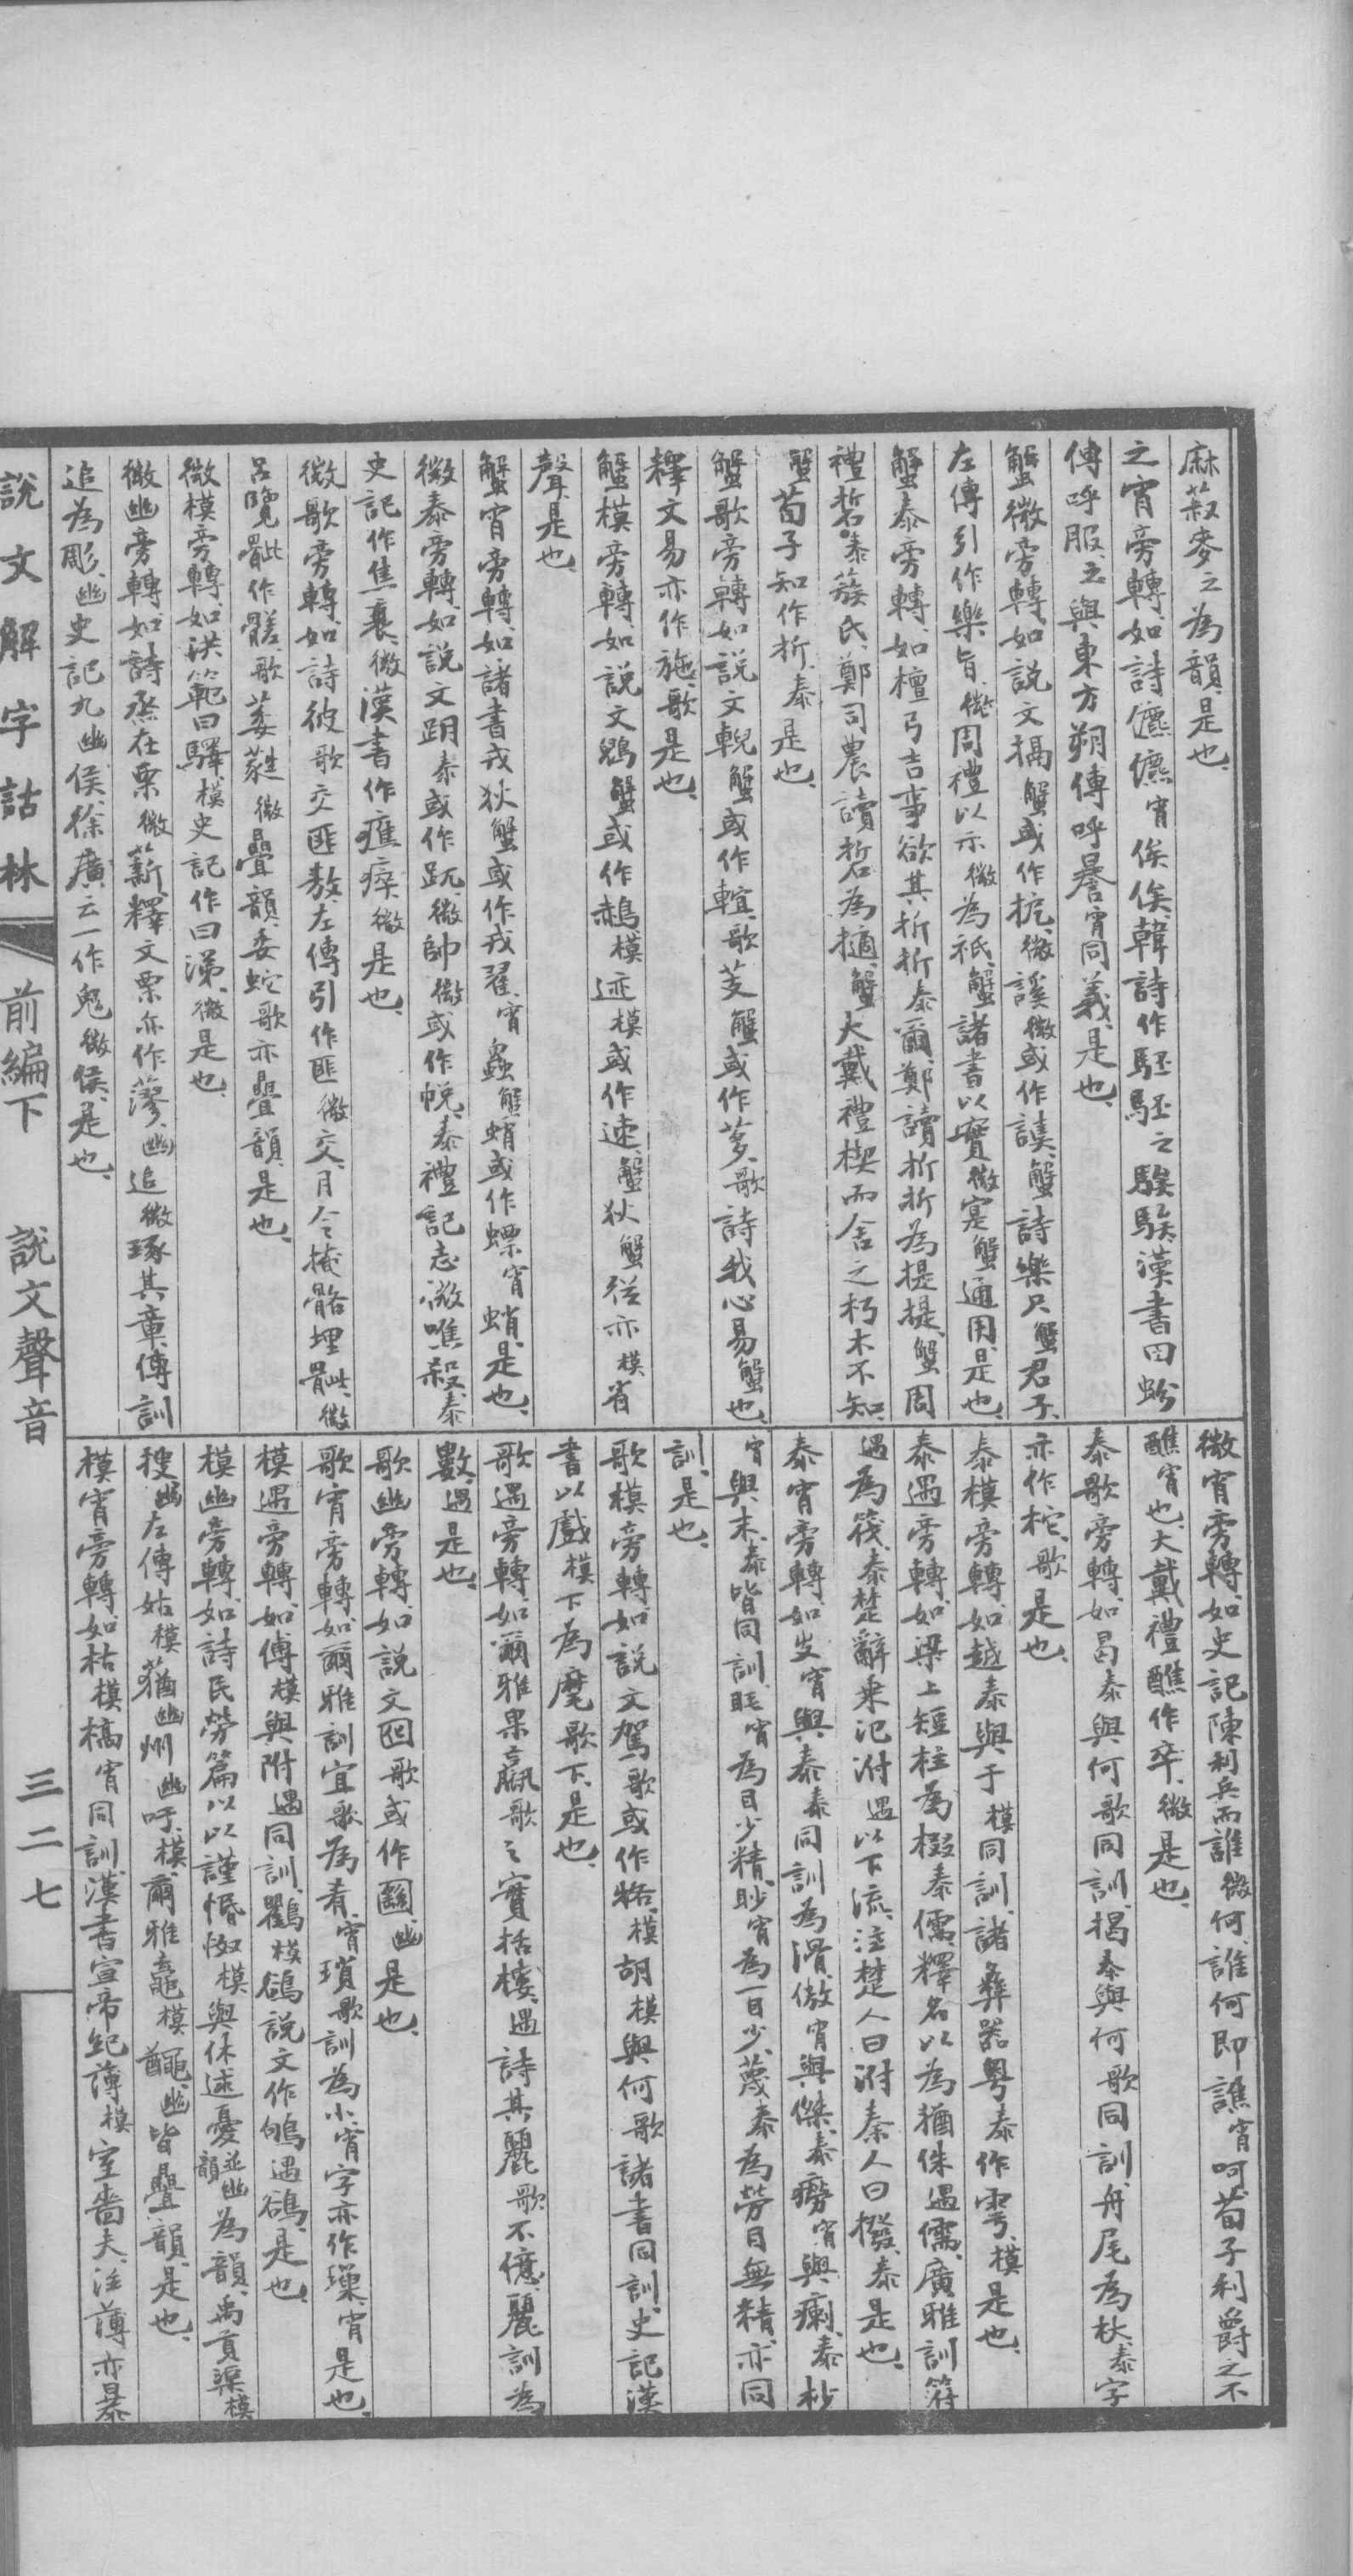 麻菽麥之為韻是也
之宵旁轉如詩儦儦宵俟俟韓詩作駓駓之騃騃漢書田蚡
傳呼服之與東方朔傳呼謈宵同義是也
蟹微旁轉如說文搹蟹或作扼微謑微或作䜁蟹詩樂只蟹君子
左傳引作樂旨微周禮以示微為祇蟹諸書以實微寔蟹通用是也
蟹泰旁轉如檀弓吉事欲其折折泰爾鄭讀折折為提提蟹周
禮硩泰蔟氏鄭司農讀硩為擿蟹大戴禮楔而舍之朽木不知
蟹荀子知作折泰是也
蟹歌旁轉如說文輗蟹或作輗歌芰蟹或作茤歌詩我心易蟹也
釋文易亦作施歌是也
蟹模旁轉如說文鶂蟹或作鷊模迹模或作速蟹狄蟹從亦模省
聲是也
蟹宵旁轉如諸書戎狄蟹或作戎翟宵蟲蟹蛸或作螵宵蛸是也
微泰旁轉如說文跀泰或作䟦微帥微或作帨泰禮記志微噍殺泰
史記作焦衰微漢書作癄瘁微是也
微歌旁轉如詩彼歌交匪敖左傳引作匪微交月令掩骼埋骴微
呂覽骴作髊歌萎蕤微疊韻委蛇歌亦疊韻是也
微模旁轉如洪範曰驛模史記作曰涕微是也
微幽旁轉如詩烝在栗微薪釋文栗亦作蓼幽追微琢其章傳訓
追為彫幽史記九幽侯徐廣云一作鬼微侯是也
微宵旁轉如史記陳利兵而誰微何誰何即譙宵呵荀子利爵之不
醮宵也大戴禮醮作卒微是也
泰歌旁轉如曷泰與何歌同訓揭泰與何歌同訓舟尾為杕泰字
亦作柁歌是也
泰模旁轉如越泰與于模同訓諸彝器粵泰作雩模是也
泰遇旁轉如梁上短柱為棳泰儒釋名以為猶侏遇儒廣雅訓符
遇為筏泰楚辭乘氾泭遇以下流注楚人曰泭秦人曰撥泰是也
泰宵旁轉如㕟宵與泰泰同訓為滑傲宵與傑泰癆宵與瘌泰杪
宵與末泰皆同訓眊宵為目少精眇宵為一目少蔑泰為勞目無精亦同
訓是也
歌模旁轉如說文駕歌或作㸵模胡模與何歌諸書同訓史記漢
書以戲模下為麾歌下是也
歌遇旁轉如爾雅果臝歌之實括樓遇詩其麗歌不億麗訓為
數遇是也
歌幽旁轉如說文囮歌或作䌛幽是也
歌宵旁轉如爾雅訓宜歌為肴宵瑣歌訓為小宵字亦作璅宵是也
模遇旁轉如傅模與附遇同訓鸜模鵒說文作鴝遇鵒是也
模幽旁轉如詩民勞篇以謹惽怓模與休逑憂並幽韻為韻禹貢渠模
𢯱幽左傳姑模蕕幽州幽吁模爾雅鼀模䵸幽皆疊韻是也
模宵旁轉如枯模槁宵同訓漢書宣帝紀薄模室嗇夫注薄亦暴
說文解字詁林 前編下 說文聲音 三二七